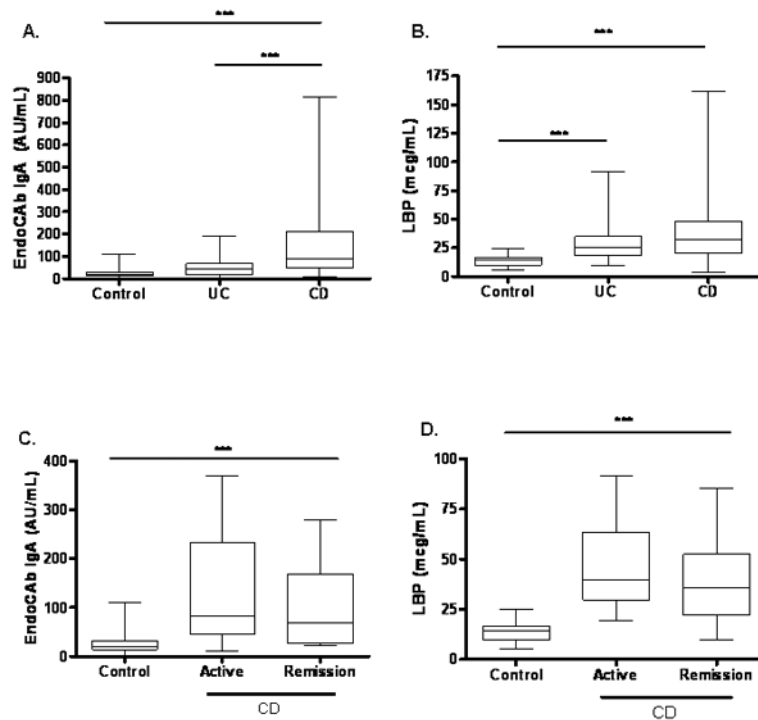 A.
***
***
EndoCAb IgA (AU/mL)
900
800
700
600
500
400
300
200
100
0
Control UC CD
B.
***
***
LBP (mcg/mL)
175
150
125
100
75
50
25
0
Control UC CD
C.
***
EndoCAb IgA (AU/mL)
400
300
200
100
0
Control Active Remission
CD
D.
***
LBP (mcg/mL)
100
75
50
25
0
Control Active Remission
CD